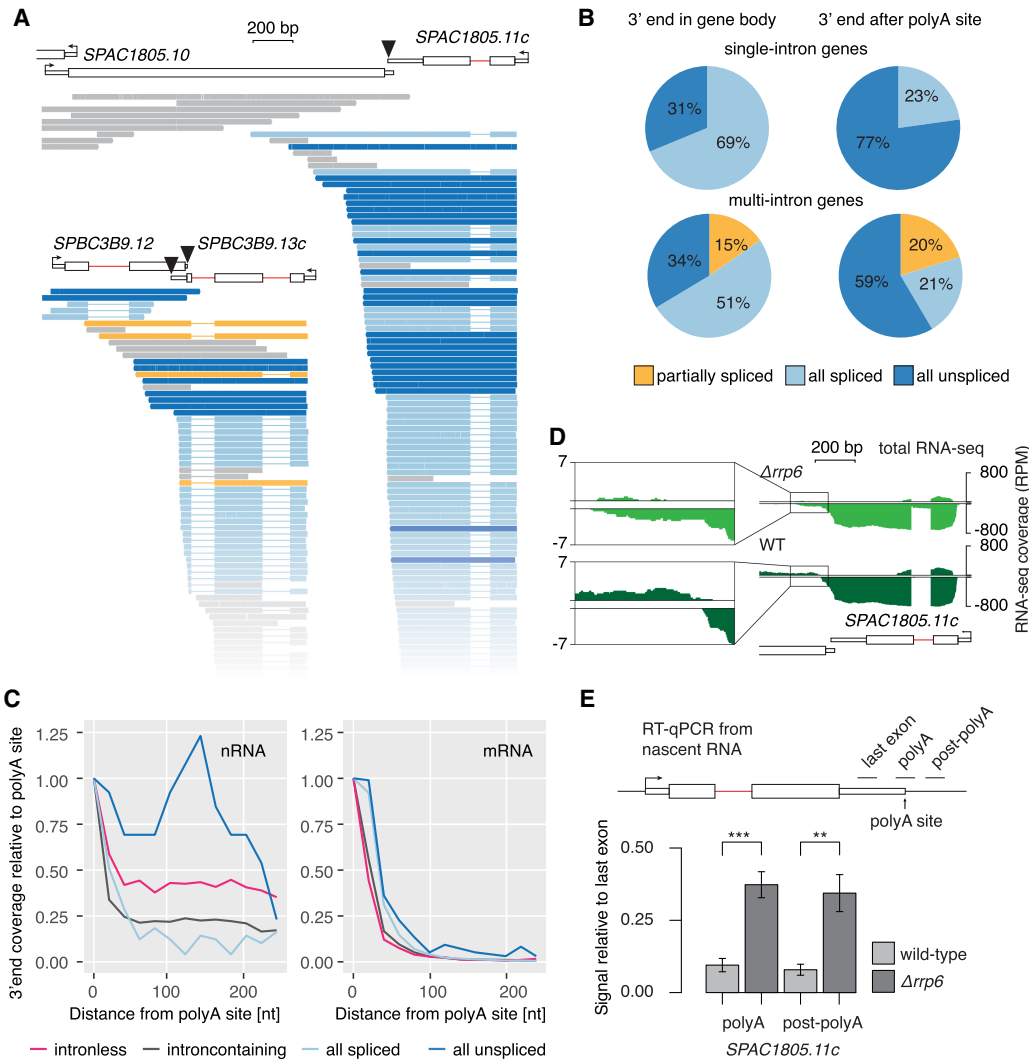 A
200 bp
SPAC1805.10
SPAC1805.11c
SPBC3B9.12
SPBC3B9.13c
B
3’ end in gene body
3’ end after polyA site
single-intron genes
31%
69%
23%
77%
multi-intron genes
15%
34%
51%
20%
59%
21%
partially spliced
all spliced
all unspliced
C
3'end coverage relative to polyA site
1.25
1.00
0.75
0.50
0.25
0.00
nRNA
0
100
200
Distance from polyA site [nt]
1.25
1.00
0.75
0.50
0.25
0.00
mRNA
0
100
200
Distance from polyA site [nt]
intronless
introncontaining
all spliced
all unspliced
D
200 bp
total RNA-seq
7
-7
Δrrp6
800
-800
7
-7
WT
800
-800
RNA-seq coverage (RPM)
SPAC1805.11c
E
RT-qPCR from
nascent RNA
last exon
polyA
post-polyA
polyA site
Signal relative to last exon
0.50
0.25
0.00
***
**
wild-type
Δrrp6
polyA
post-polyA
SPAC1805.11c